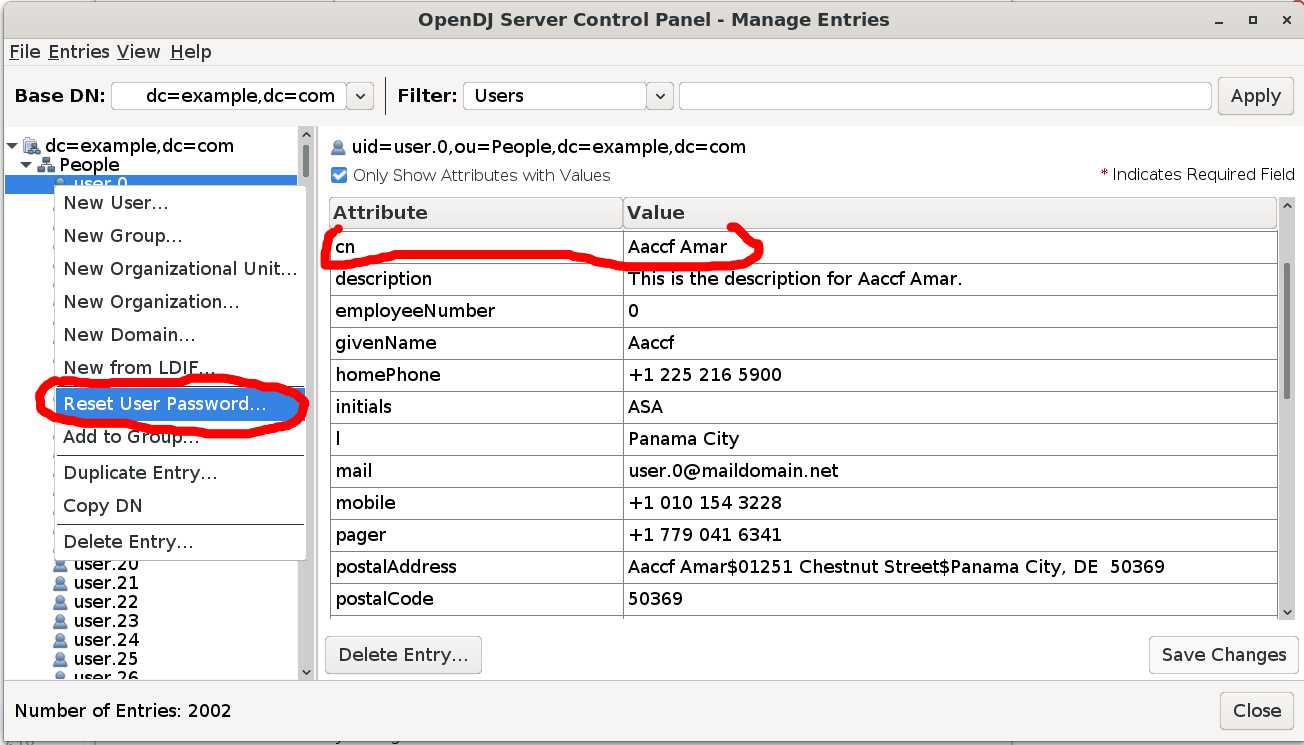 OpenDJ Server Control Panel - Manage Entries
File Entries View Help
Base DN: dc=example,dc=com Filter: Users Apply
dc=example,dc=com
People
user.0
New User...
New Group...
New Organizational Unit...
New Organization...
New Domain...
New from LDIF...
Reset User Password...
Add to Group...
Duplicate Entry...
Copy DN
Delete Entry...
user.20
user.21
user.22
user.23
user.24
user.25
user.26
uid=user.0,ou=People,dc=example,dc=com
Only Show Attributes with Values * Indicates Required Field
Attribute Value
cn Aaccf Amar
description This is the description for Aaccf Amar.
employeeNumber 0
givenName Aaccf
homePhone +1 225 216 5900
initials ASA
l Panama City
mail user.0@maildomain.net
mobile +1 010 154 3228
pager +1 779 041 6341
postalAddress Aaccf Amar$01251 Chestnut Street$Panama City, DE  50369
postalCode 50369
Delete Entry... Save Changes
Number of Entries: 2002 Close